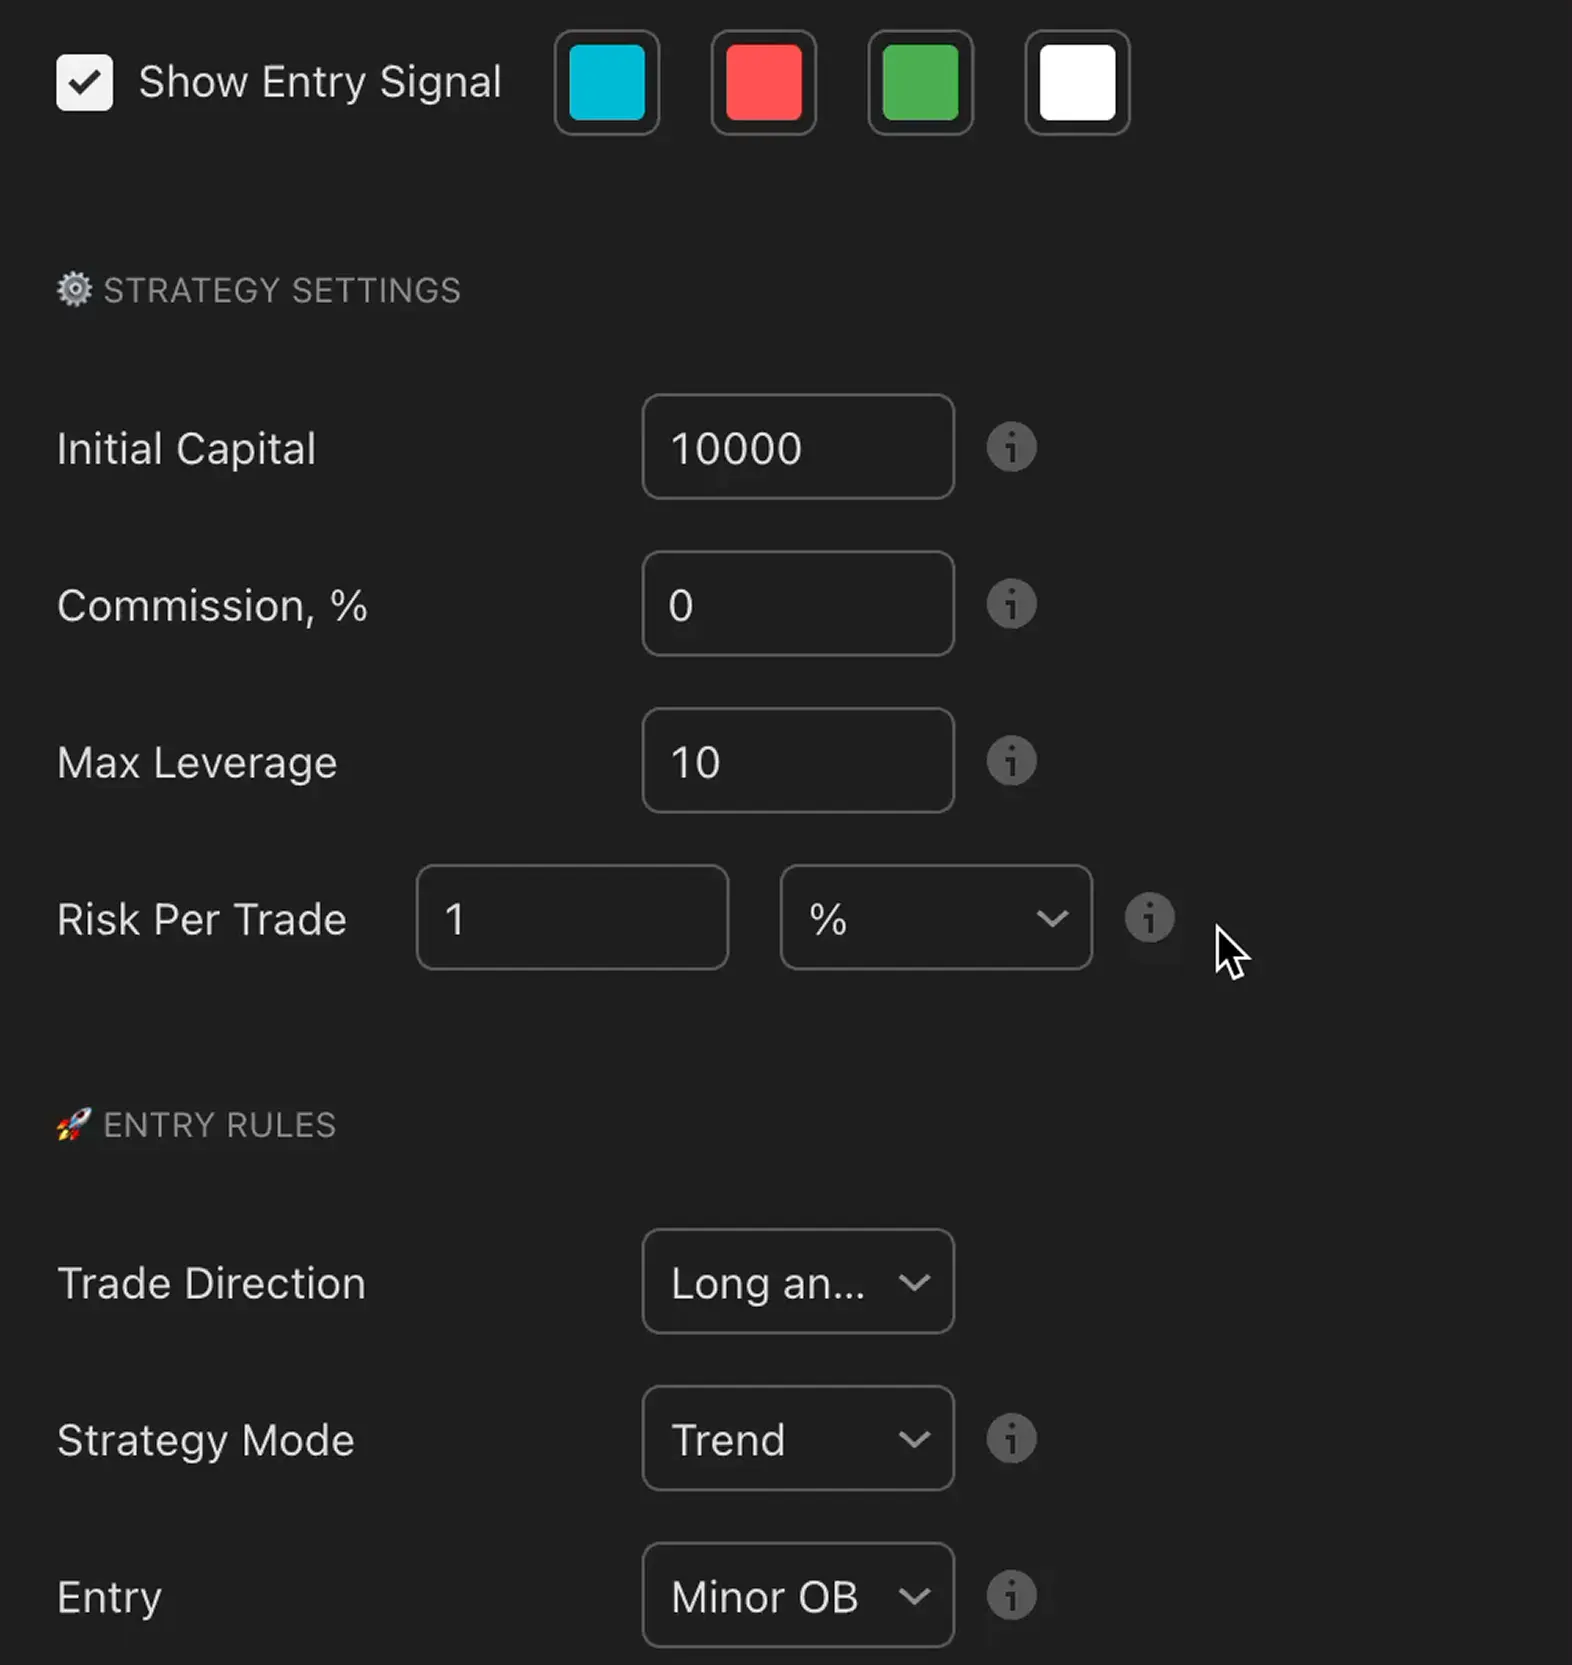 Show Entry Signal
⚙️ STRATEGY SETTINGS
Initial Capital 10000
Commission, % 0
Max Leverage 10
Risk Per Trade 1 %
🚀 ENTRY RULES
Trade Direction Long an...
Strategy Mode Trend
Entry Minor OB